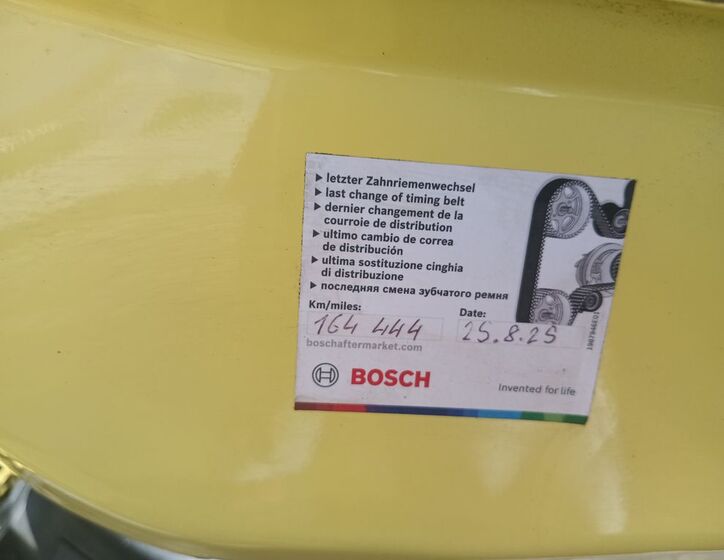 ▶ letzter Zahnriemenwechsel
▶ last change of timing belt
▶ dernier changement de la
courroie de distribution
▶ ultimo cambio de correa
de distribución
▶ ultima sostituzione cinghia
di distribuzione
▶ последняя смена зубчатого ремня
Km/miles:
164 444
Date:
25.8.25
boschaftermarket.com
BOSCH
Invented for life